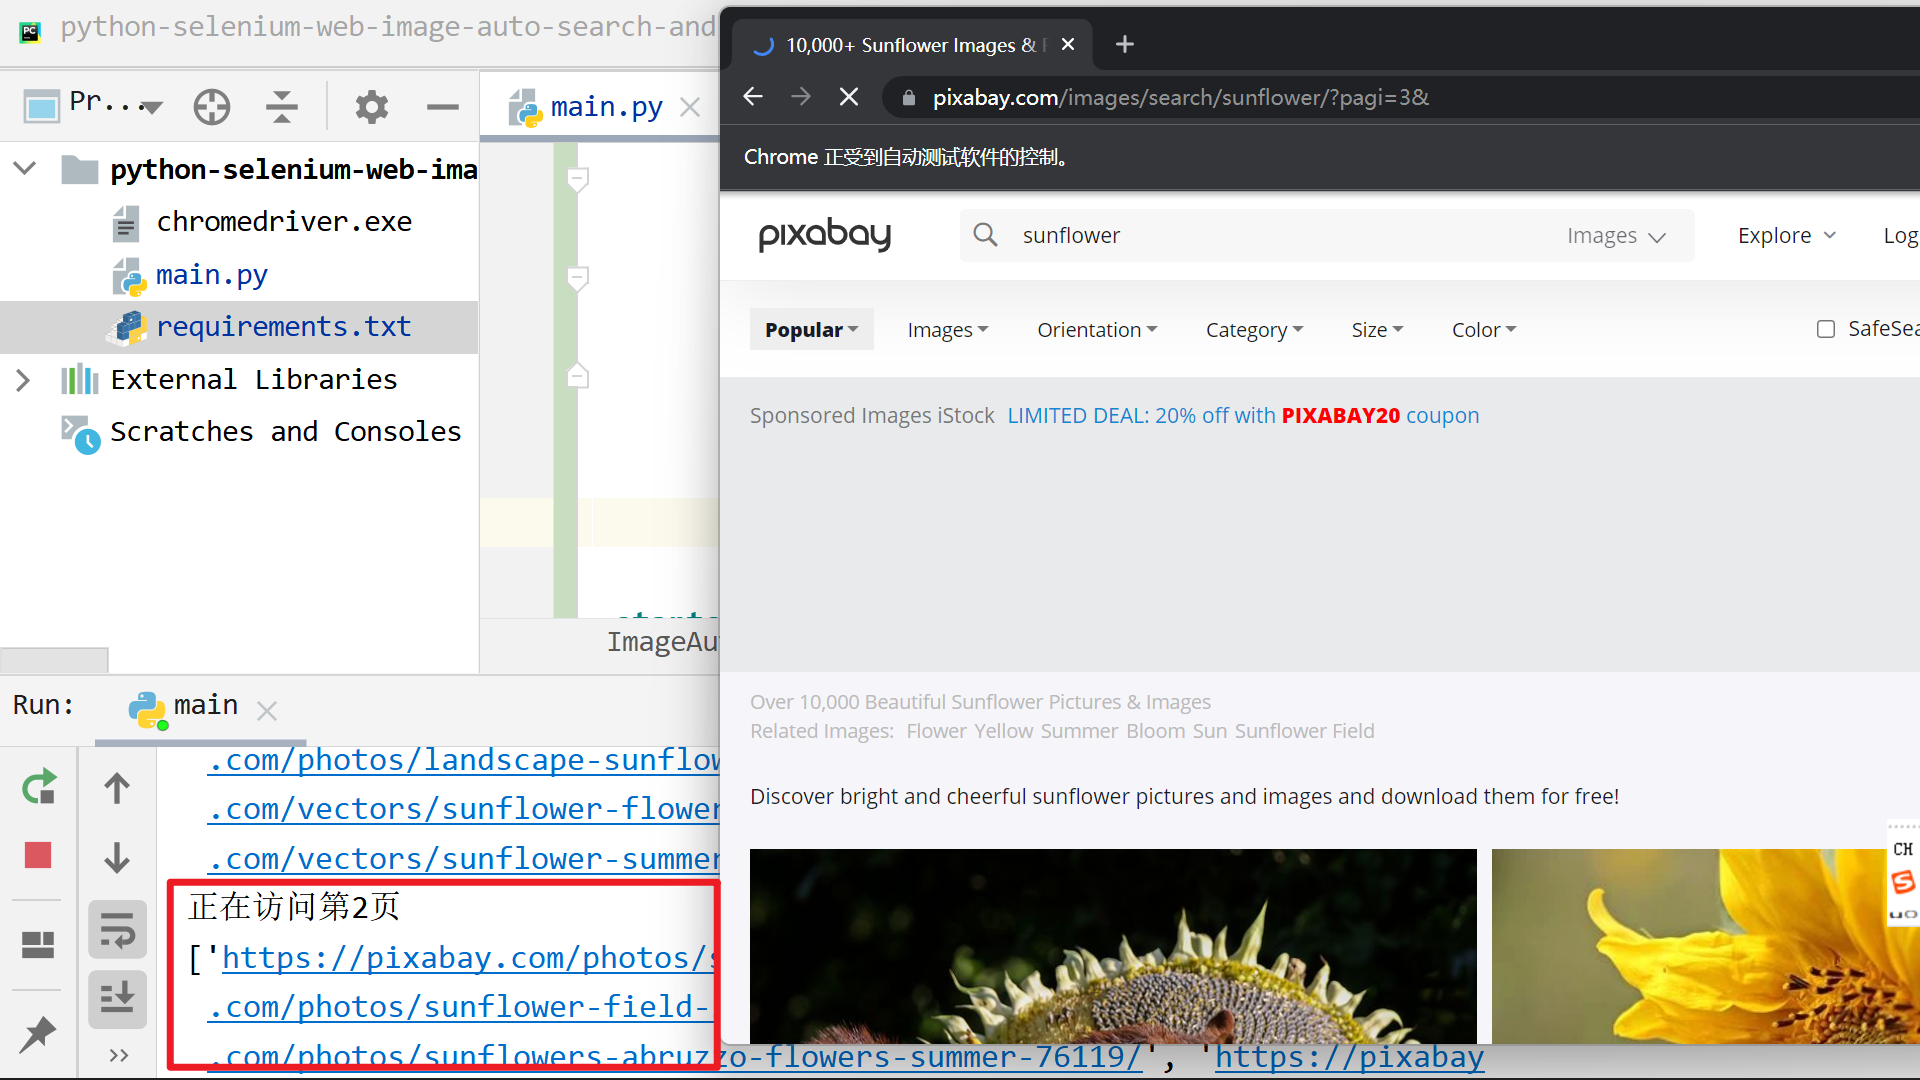 python-selenium-web-image-auto-search-and
Pr...
main.py
python-selenium-web-ima
chromedriver.exe
main.py
requirements.txt
External Libraries
Scratches and Consoles
ImageAu
Run:
main
.com/photos/landscape-sunflow
.com/vectors/sunflower-flower
.com/vectors/sunflower-summer
正在访问第2页
['https://pixabay.com/photos/s
.com/photos/sunflower-field-
.com/photos/sunflowers-abruzzo-flowers-summer-76119/', 'https://pixabay
10,000+ Sunflower Images &
pixabay.com/images/search/sunflower/?pagi=3&
Chrome 正受到自动测试软件的控制。
pixabay
sunflower
Images
Explore
Log
Popular Images Orientation Category Size Color
SafeSea
Sponsored Images iStock LIMITED DEAL: 20% off with PIXABAY20 coupon
Over 10,000 Beautiful Sunflower Pictures & Images
Related Images: Flower Yellow Summer Bloom Sun Sunflower Field
Discover bright and cheerful sunflower pictures and images and download them for free!
CH